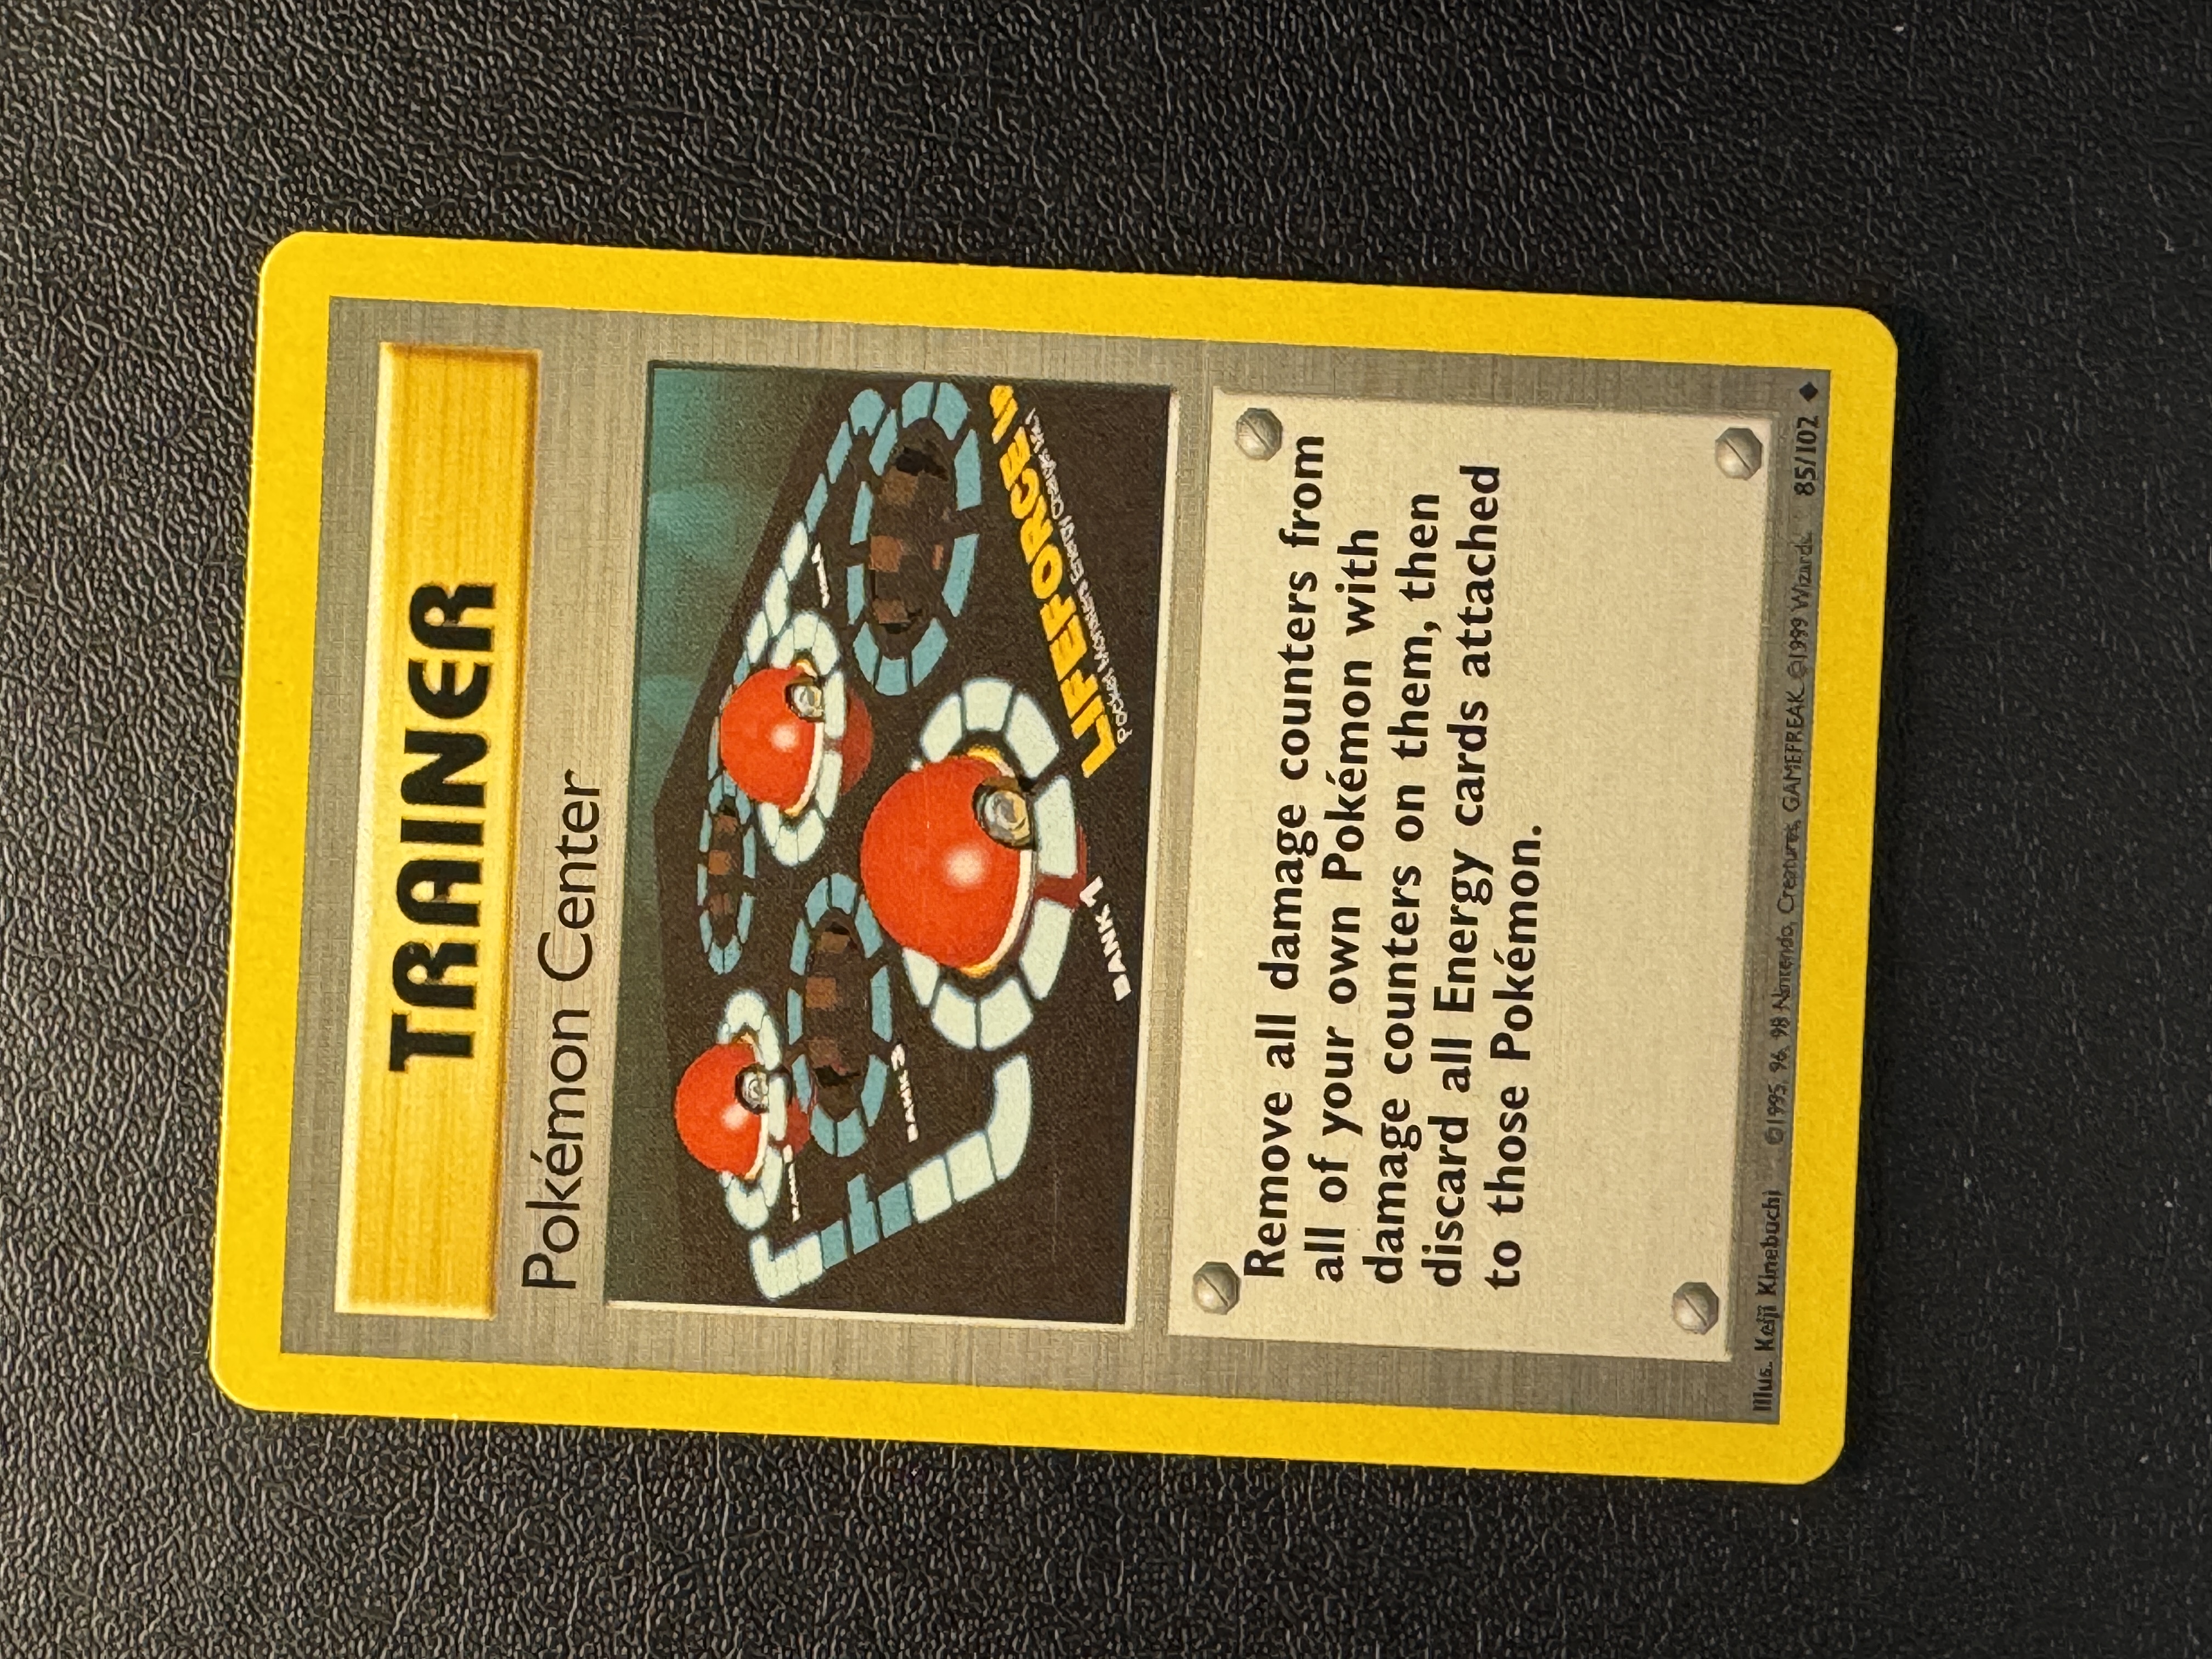 TRAINER
Pokémon Center
BANK 1
BANK 3
LIFEFORCE
Remove all damage counters from
all of your own Pokémon with
damage counters on them, then
discard all Energy cards attached
to those Pokémon.
Illus. Keiji Kinebuchi ©1995, 96, 98 Nintendo, Creatures, GAMEFREAK. ©1999 Wizards. 85/102